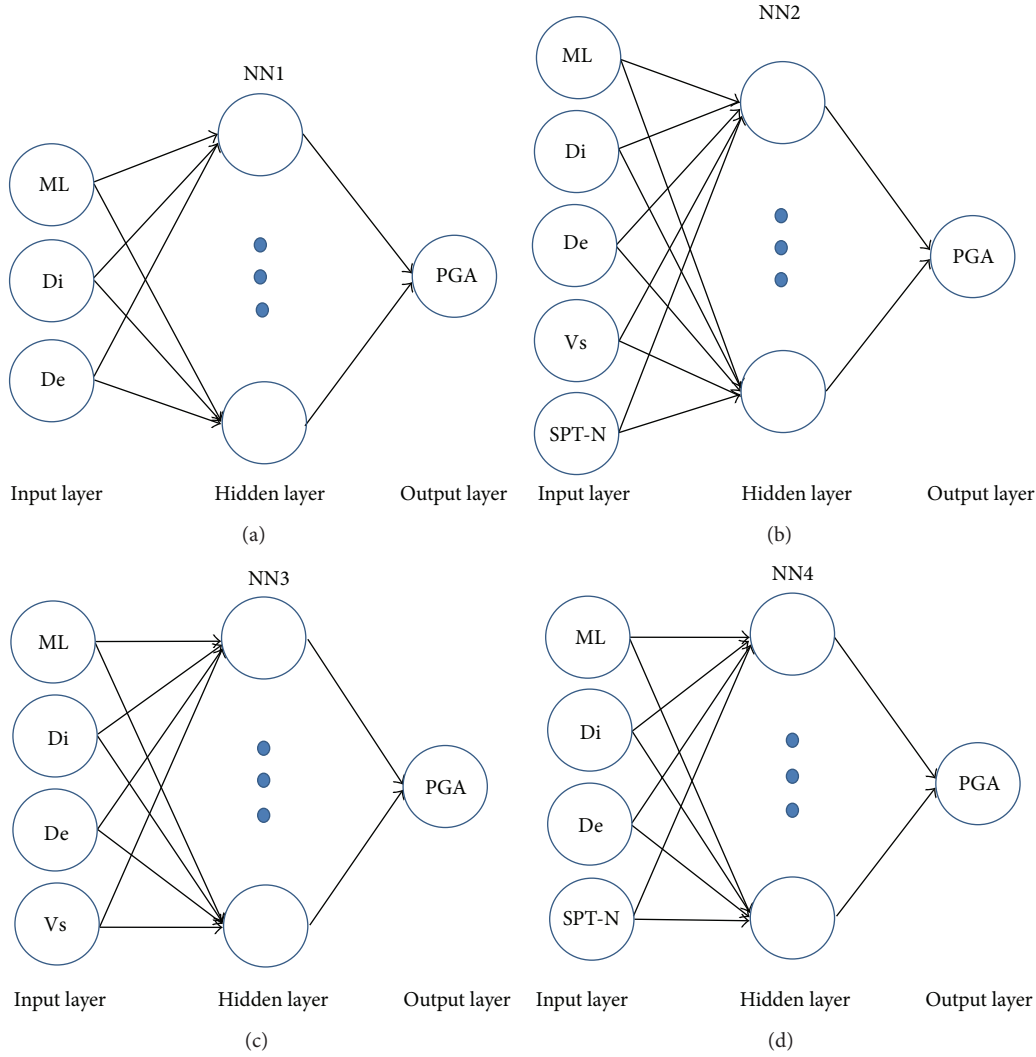 NN1
ML
Di
De
PGA
Input layer Hidden layer Output layer
(a)
NN2
ML
Di
De
Vs
SPT-N
PGA
Input layer Hidden layer Output layer
(b)
NN3
ML
Di
De
Vs
PGA
Input layer Hidden layer Output layer
(c)
NN4
ML
Di
De
SPT-N
PGA
Input layer Hidden layer Output layer
(d)